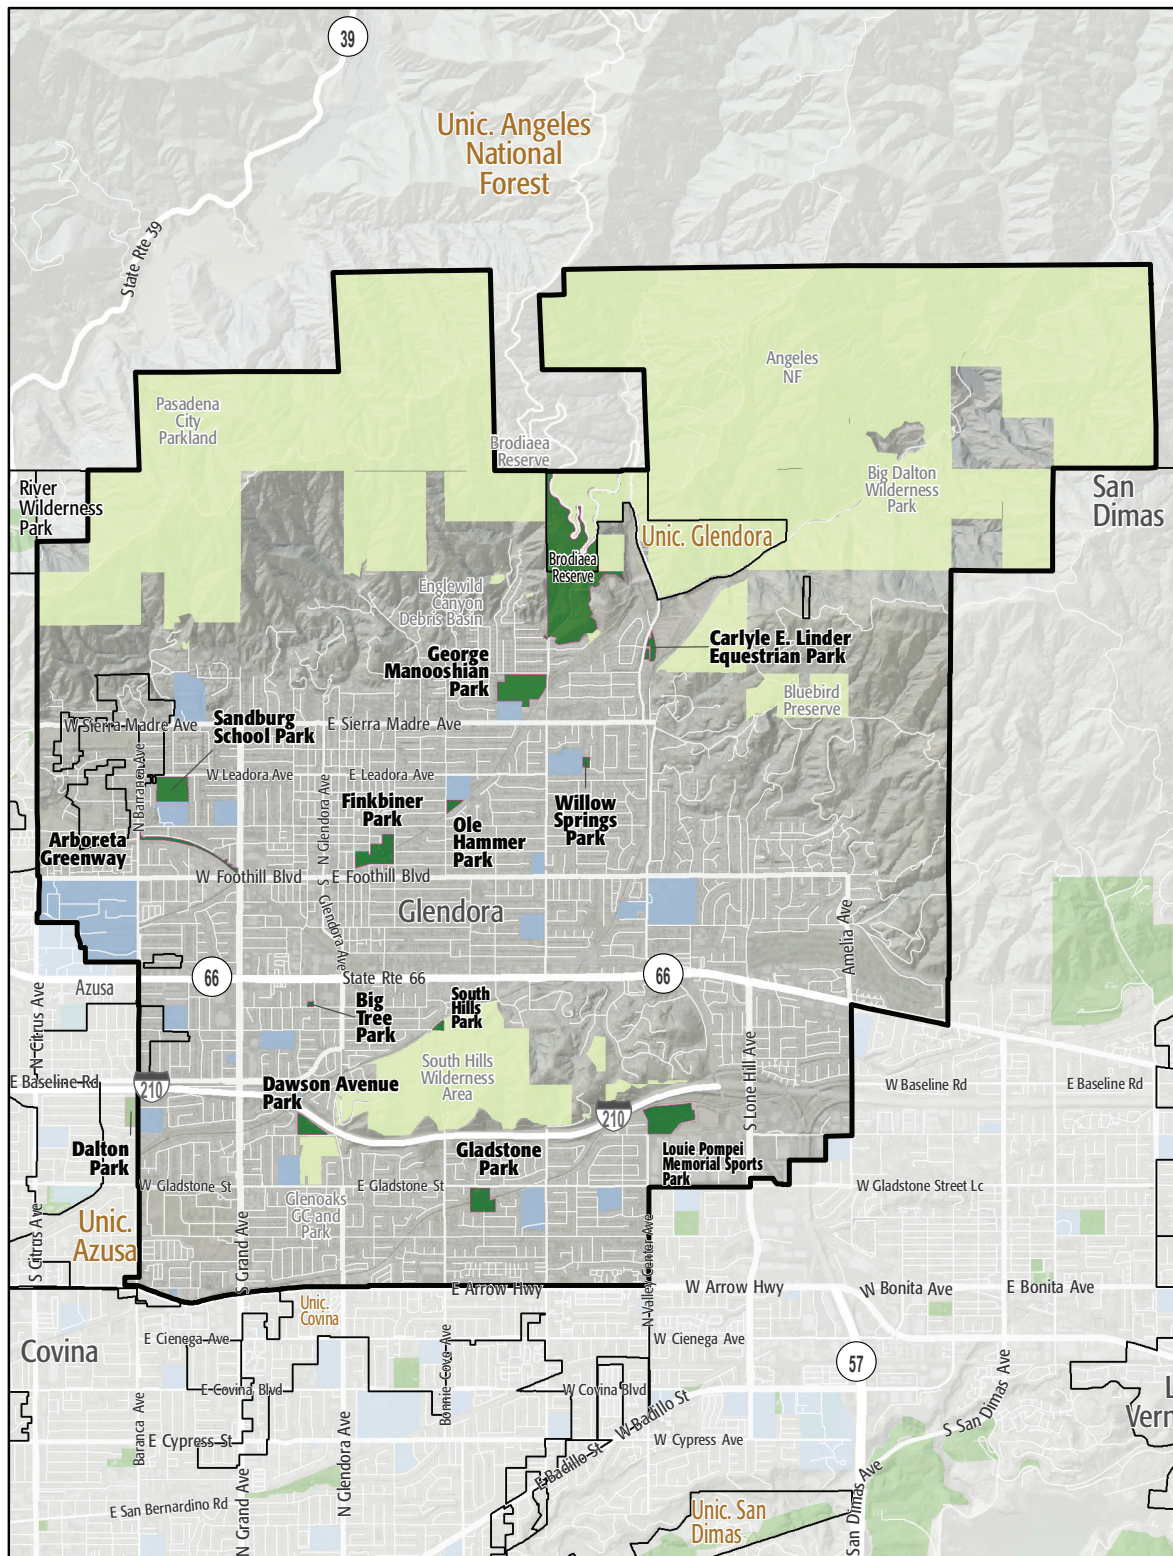 39
Unic. Angeles
National
Forest
State Rte 39
Angeles
NF
Pasadena
City
Parkland
Brodiaea
Reserve
River
Wilderness
Park
Big Dalton
Wilderness
Park
San
Dimas
Unic. Glendora
Brodiaea
Reserve
Englewild
Canyon
Debris Basin
Carlyle E. Linder
Equestrian Park
George
Manooshian
Park
Bluebird
Preserve
Sandburg
School Park
W Sierra Madre Ave
E Sierra Madre Ave
N Barranca Ave
W Leadora Ave
E Leadora Ave
N Glendora Ave
Finkbiner
Park
Willow
Springs
Park
Ole
Hammer
Park
Arboreta
Greenway
W Foothill Blvd
E Foothill Blvd
S Glendora Ave
Glendora
Amelia Ave
66
State Rte 66
66
Azusa
N Citrus Ave
Big
Tree
Park
South
Hills
Park
South Hills
Wilderness
Area
S Lone Hill Ave
E Baseline Rd
W Baseline Rd
E Baseline Rd
210
Dawson Avenue
Park
210
Dalton
Park
Gladstone
Park
Louie Pompei
Memorial Sports
Park
W Gladstone St
E Gladstone St
W Gladstone Street Lc
Glenoaks
GC and
Park
S Citrus Ave
Unic.
Azusa
S Grand Ave
N Valley Center Ave
E Arrow Hwy
W Arrow Hwy
W Bonita Ave
E Bonita Ave
Unic.
Covina
Covina
E Cienega Ave
W Cienega Ave
57
Bonnie Cove Ave
E Covina Blvd
W Covina Blvd
S San Dimas Ave
L
Vern
Baranca Ave
E Cypress St
W Badillo St
W Cypress Ave
E Badillo St
N Glendora Ave
N Grand Ave
E San Bernardino Rd
San Dimas Ave
Unic. San
Dimas